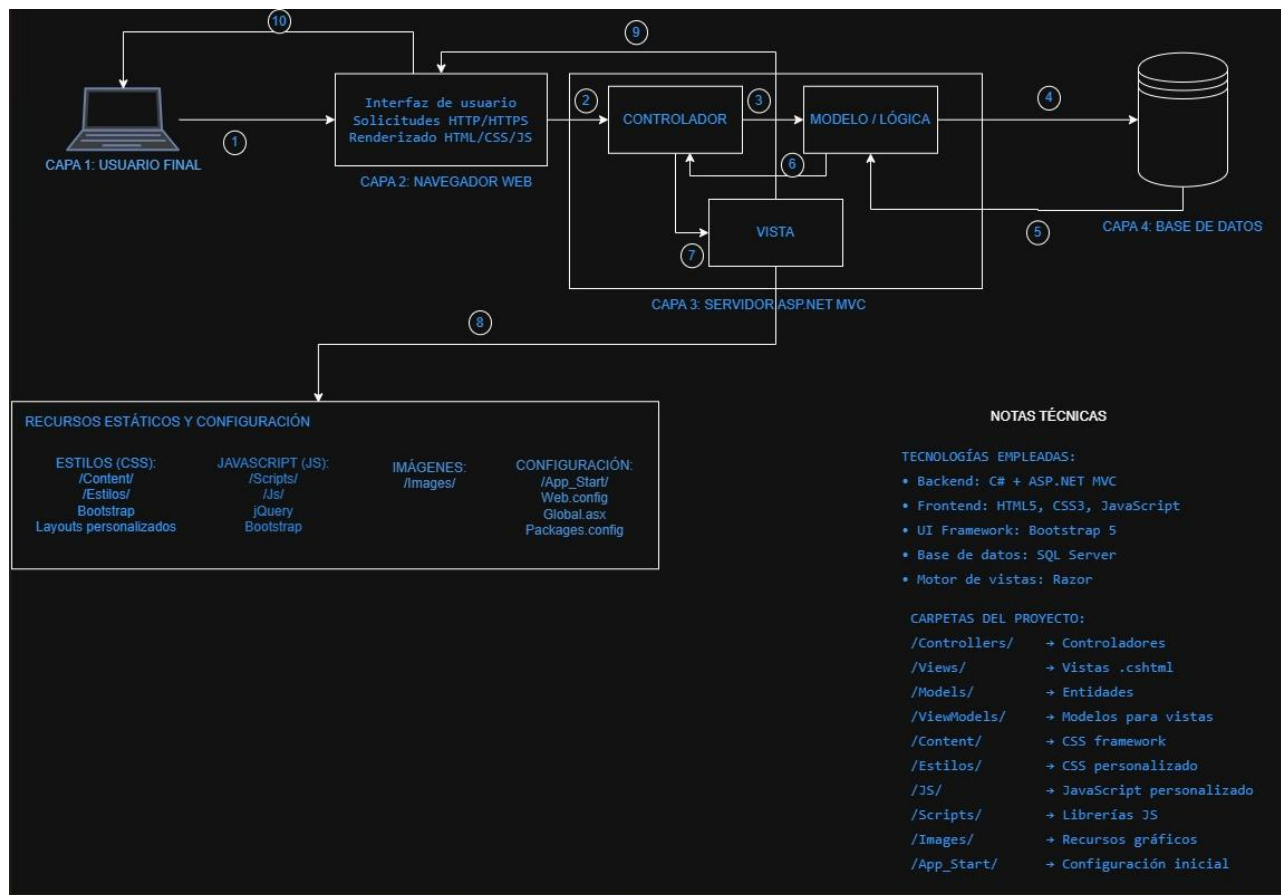 10
9
Interfaz de usuario
Solicitudes HTTP/HTTPS
Renderizado HTML/CSS/JS
2
CONTROLADOR
3
MODELO / LÓGICA
4
1
CAPA 1: USUARIO FINAL
CAPA 2: NAVEGADOR WEB
6
VISTA
7
5
CAPA 4: BASE DE DATOS
CAPA 3: SERVIDOR ASP.NET MVC
8
RECURSOS ESTÁTICOS Y CONFIGURACIÓN
ESTILOS (CSS):
/Content/
/Estilos/
Bootstrap
Layouts personalizados
JAVASCRIPT (JS):
/Scripts/
/Js/
jQuery
Bootstrap
IMÁGENES:
/Images/
CONFIGURACIÓN:
/App_Start/
Web.config
Global.asx
Packages.config
NOTAS TÉCNICAS
TECNOLOGÍAS EMPLEADAS:
• Backend: C# + ASP.NET MVC
• Frontend: HTML5, CSS3, JavaScript
• UI Framework: Bootstrap 5
• Base de datos: SQL Server
• Motor de vistas: Razor
CARPETAS DEL PROYECTO:
/Controllers/ → Controladores
/Views/ → Vistas .cshtml
/Models/ → Entidades
/ViewModels/ → Modelos para vistas
/Content/ → CSS framework
/Estilos/ → CSS personalizado
/JS/ → JavaScript personalizado
/Scripts/ → Librerías JS
/Images/ → Recursos gráficos
/App_Start/ → Configuración inicial